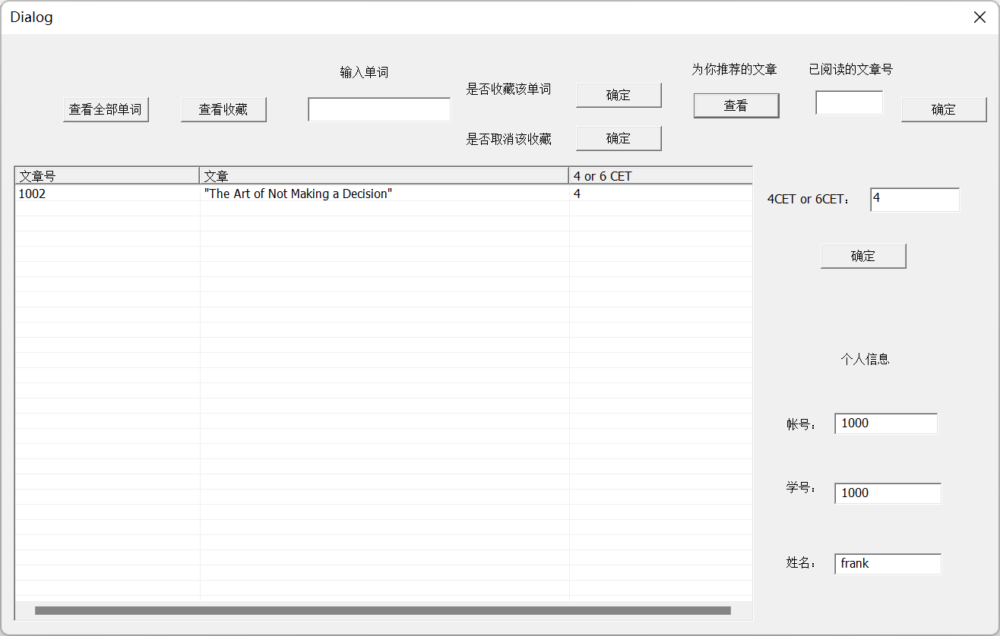 Dialog
输入单词
为你推荐的文章
已阅读的文章号
是否收藏该单词
确定
查看全部单词
查看收藏
查看
确定
是否取消该收藏
确定
文章号 文章 4 or 6 CET
1002 "The Art of Not Making a Decision" 4
4CET or 6CET： 4
确定
个人信息
帐号： 1000
学号： 1000
姓名： frank